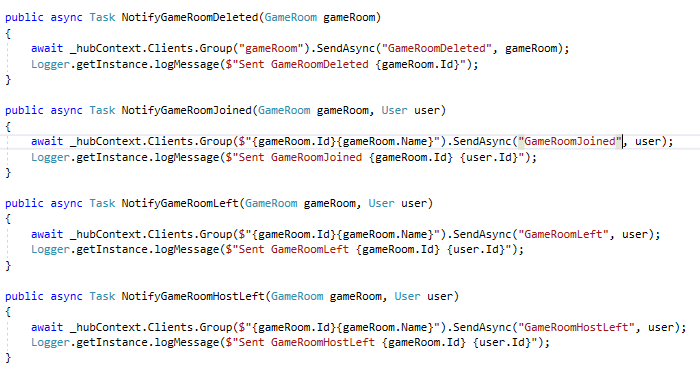 public async Task NotifyGameRoomDeleted(GameRoom gameRoom)
{
    await _hubContext.Clients.Group("gameRoom").SendAsync("GameRoomDeleted", gameRoom);
    Logger.getInstance.logMessage($"Sent GameRoomDeleted {gameRoom.Id}");
}

public async Task NotifyGameRoomJoined(GameRoom gameRoom, User user)
{
    await _hubContext.Clients.Group($"{gameRoom.Id}{gameRoom.Name}").SendAsync("GameRoomJoined", user);
    Logger.getInstance.logMessage($"Sent GameRoomJoined {gameRoom.Id} {user.Id}");
}

public async Task NotifyGameRoomLeft(GameRoom gameRoom, User user)
{
    await _hubContext.Clients.Group($"{gameRoom.Id}{gameRoom.Name}").SendAsync("GameRoomLeft", user);
    Logger.getInstance.logMessage($"Sent GameRoomLeft {gameRoom.Id} {user.Id}");
}

public async Task NotifyGameRoomHostLeft(GameRoom gameRoom, User user)
{
    await _hubContext.Clients.Group($"{gameRoom.Id}{gameRoom.Name}").SendAsync("GameRoomHostLeft", user);
    Logger.getInstance.logMessage($"Sent GameRoomHostLeft {gameRoom.Id} {user.Id}");
}